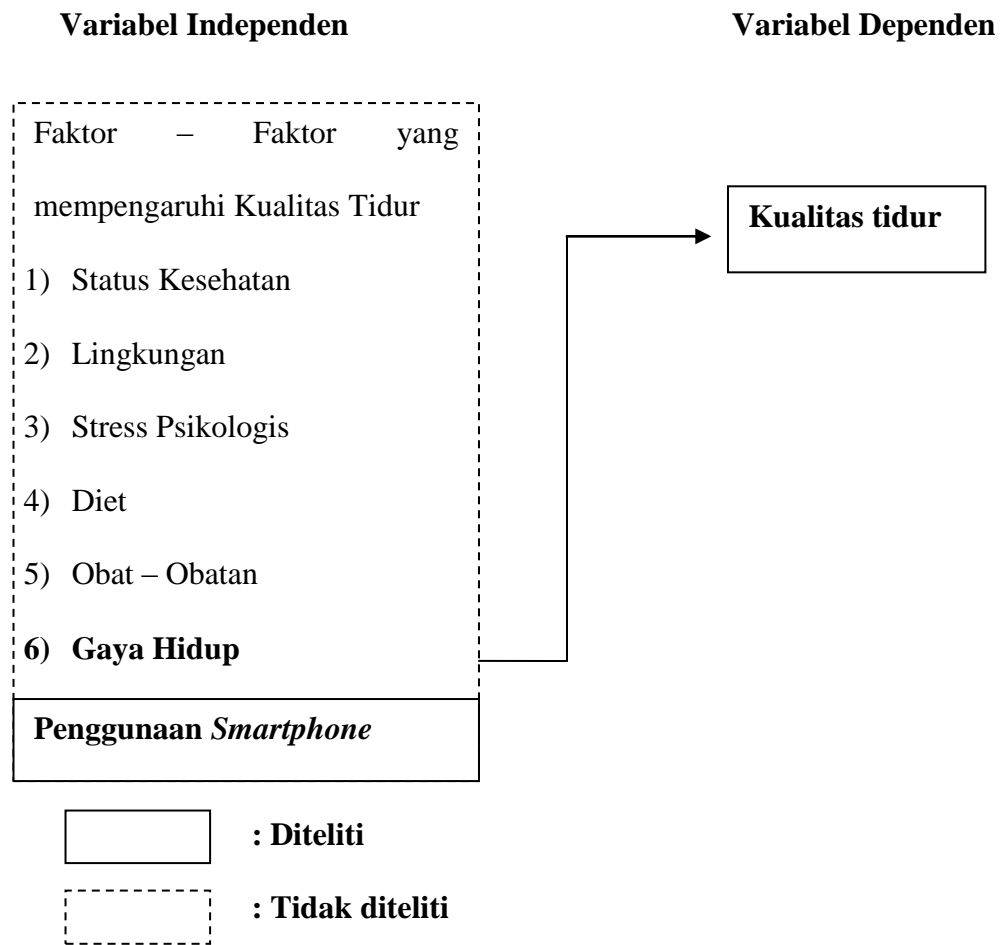 Variabel Independen
Variabel Dependen
Faktor – Faktor yang
mempengaruhi Kualitas Tidur
1) Status Kesehatan
2) Lingkungan
3) Stress Psikologis
4) Diet
5) Obat – Obatan
6) Gaya Hidup
Penggunaan Smartphone
Kualitas tidur
: Diteliti
: Tidak diteliti